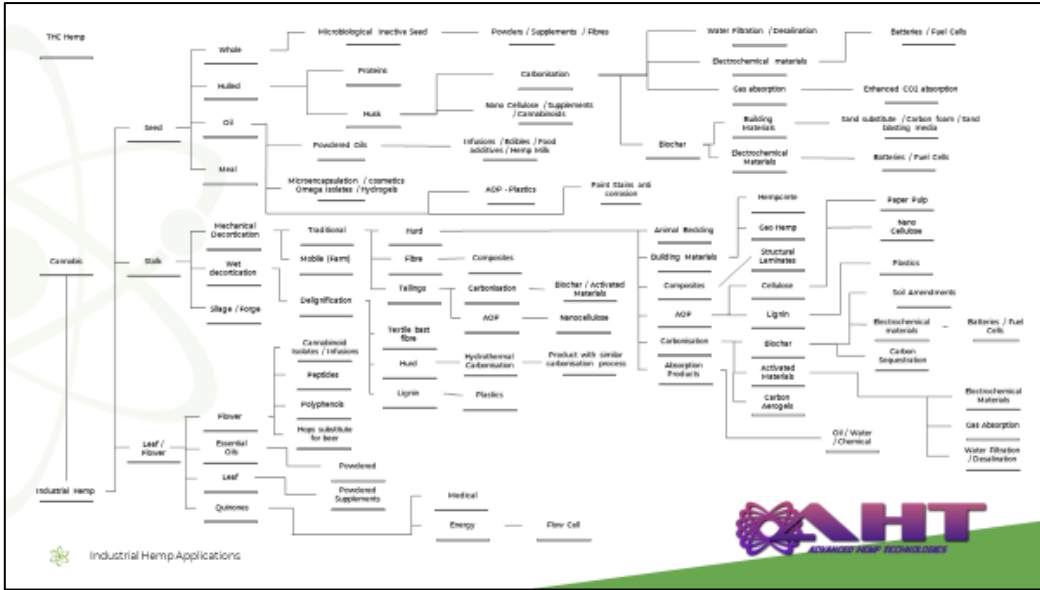 THC Hemp
Cannabis
Industrial Hemp
Seed
Stalk
Leaf /
Flower
Whole
Hulled
Oil
Meal
Microbiological Inactive Seed
Powders / Supplements / Fibres
Proteins
Husk
Carbonisation
Nano Cellulose / Supplements
/ Cannabinoids
Powdered Oils
Infusions / Edibles / Food
additives / Hemp Milk
Microencapsulation / cosmetics
Omega Isolates / Hydrogels
AOP - Plastics
Paint Stains anti
corrosion
Water Filtration / Desalination
Electrochemical materials
Batteries / Fuel Cells
Gas absorption
Enhanced CO2 absorption
Biochar
Building
Materials
Sand substitute / Carbon foam / Sand
blasting media
Electrochemical
Materials
Batteries / Fuel Cells
Mechanical
Decortication
Wet
decortication
Silage / Forge
Traditional
Mobile (Farm)
Delignification
Hurd
Fibre
Composites
Tailings
Carbonisation
Biochar / Activated
Materials
AOP
Nanocellulose
Textile bast
fibre
Hurd
Hydrothermal
Carbonisation
Product with similar
carbonisation process
Lignin
Plastics
Animal Bedding
Building Materials
Composites
AOP
Carbonisation
Absorption
Products
Hempcrete
Geo Hemp
Structural
Laminates
Cellulose
Lignin
Biochar
Activated
Materials
Carbon
Aerogels
Paper Pulp
Nano
Cellulose
Plastics
Soil Amendments
Electrochemical
materials
Batteries / Fuel
Cells
Carbon
Sequestration
Electrochemical
Materials
Gas Absorption
Water Filtration
/ Desalination
Oil / Water
/ Chemical
Flower
Essential
Oils
Leaf
Quinones
Cannabinoid
Isolates / Infusions
Peptides
Polyphenols
Hops substitute
for beer
Powdered
Powdered
Supplements
Medical
Energy
Flow Cell
Industrial Hemp Applications
AHT
ADVANCED HEMP TECHNOLOGIES